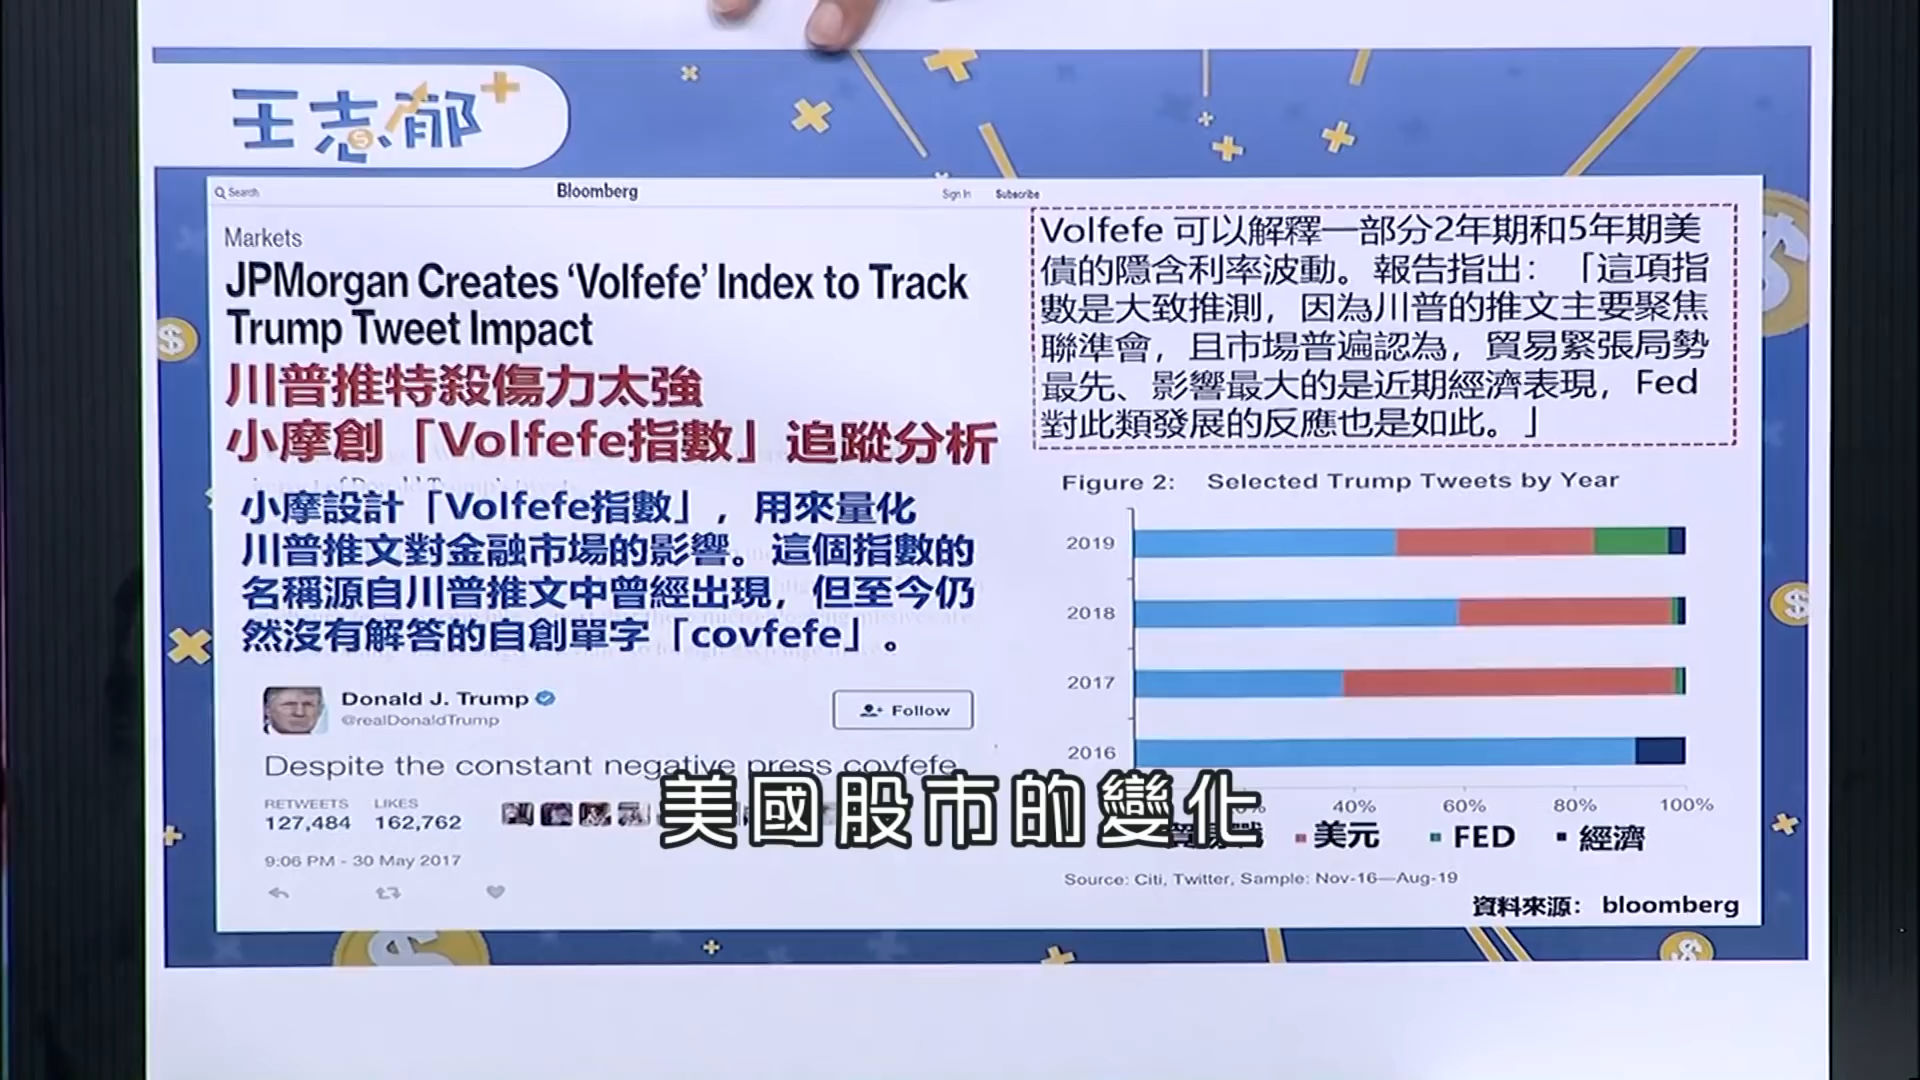 王志郁
Search
Bloomberg
Sign In
Subscribe
Markets
JPMorgan Creates ‘Volfefe’ Index to Track
Trump Tweet Impact
川普推特殺傷力太強
小摩創「Volfefe指數」追蹤分析
小摩設計「Volfefe指數」，用來量化
川普推文對金融市場的影響。這個指數的
名稱源自川普推文中曾經出現，但至今仍
然沒有解答的自創單字「covfefe」。
Donald J. Trump
@realDonaldTrump
Follow
Despite the constant negative press covfefe
RETWEETS LIKES
127,484 162,762
9:06 PM - 30 May 2017
Volfefe 可以解釋一部分2年期和5年期美
債的隱含利率波動。報告指出：「這項指
數是大致推測，因為川普的推文主要聚焦
聯準會，且市場普遍認為，貿易緊張局勢
最先、影響最大的是近期經濟表現，Fed
對此類發展的反應也是如此。」
Figure 2: Selected Trump Tweets by Year
2019
2018
2017
2016
40% 60% 80% 100%
美元 FED 經濟
Source: Citi, Twitter, Sample: Nov-16—Aug-19
資料來源： bloomberg
美國股市的變化